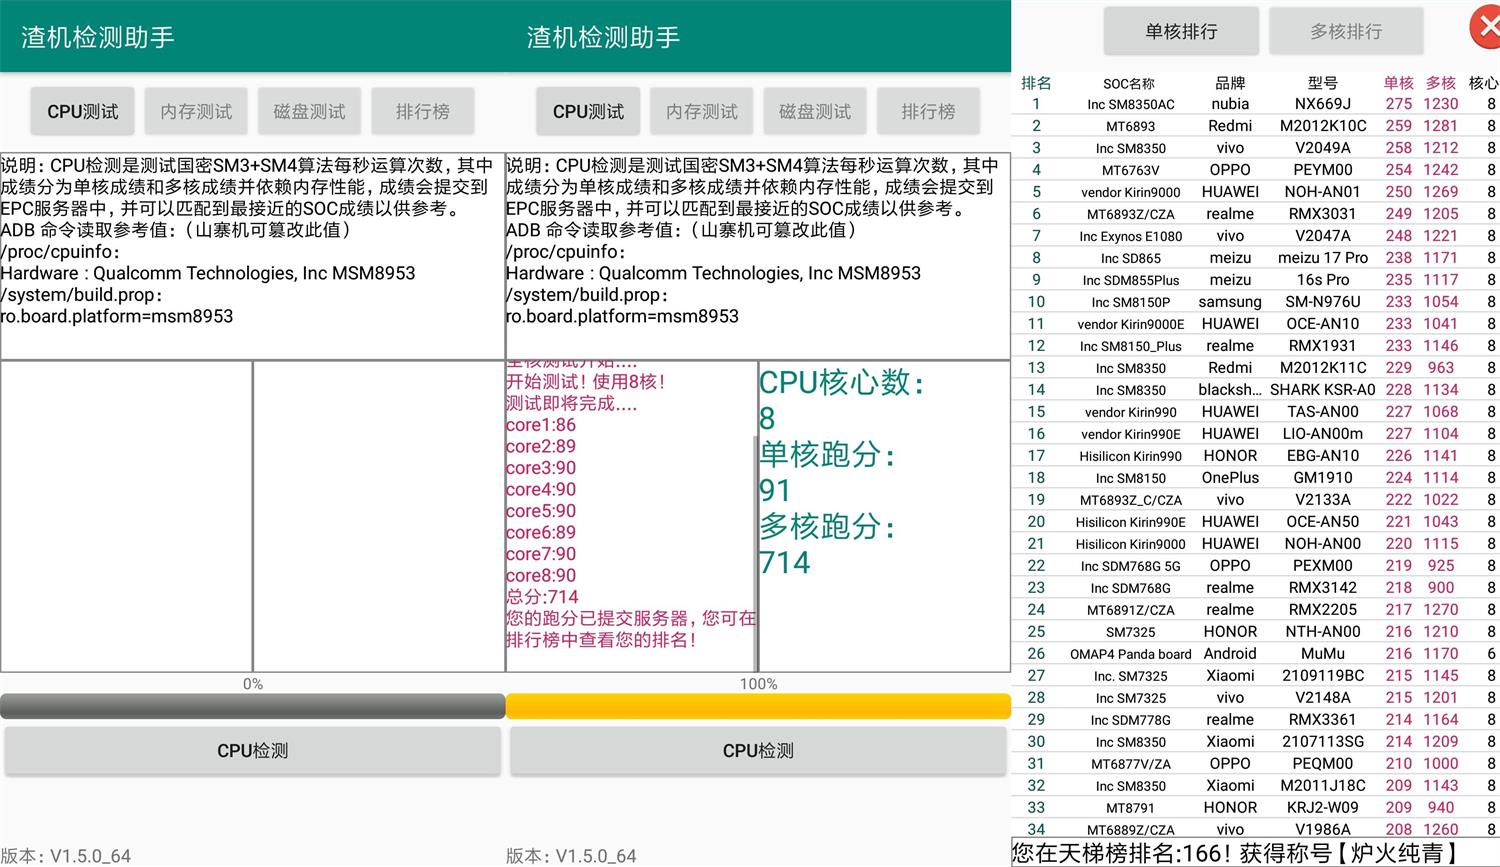 渣机检测助手
CPU测试 内存测试 磁盘测试 排行榜
说明：CPU检测是测试国密SM3+SM4算法每秒运算次数，其中
成绩分为单核成绩和多核成绩并依赖内存性能，成绩会提交到
EPC服务器中，并可以匹配到最接近的SOC成绩以供参考。
ADB 命令读取参考值：（山寨机可篡改此值）
/proc/cpuinfo：
Hardware : Qualcomm Technologies, Inc MSM8953
/system/build.prop：
ro.board.platform=msm8953
0%
CPU检测
版本：V1.5.0_64
渣机检测助手
CPU测试 内存测试 磁盘测试 排行榜
说明：CPU检测是测试国密SM3+SM4算法每秒运算次数，其中
成绩分为单核成绩和多核成绩并依赖内存性能，成绩会提交到
EPC服务器中，并可以匹配到最接近的SOC成绩以供参考。
ADB 命令读取参考值：（山寨机可篡改此值）
/proc/cpuinfo：
Hardware : Qualcomm Technologies, Inc MSM8953
/system/build.prop：
ro.board.platform=msm8953
开始测试！使用8核！
测试即将完成....
core1:86
core2:89
core3:90
core4:90
core5:90
core6:89
core7:90
core8:90
总分:714
您的跑分已提交服务器，您可在
排行榜中查看您的排名！
CPU核心数：
8
单核跑分：
91
多核跑分：
714
100%
CPU检测
版本：V1.5.0_64
单核排行 多核排行
排名 SOC名称 品牌 型号 单核 多核 核心
1 Inc SM8350AC nubia NX669J 275 1230 8
2 MT6893 Redmi M2012K10C 259 1281 8
3 Inc SM8350 vivo V2049A 258 1212 8
4 MT6763V OPPO PEYM00 254 1242 8
5 vendor Kirin9000 HUAWEI NOH-AN01 250 1269 8
6 MT6893Z/CZA realme RMX3031 249 1205 8
7 Inc Exynos E1080 vivo V2047A 248 1221 8
8 Inc SD865 meizu meizu 17 Pro 238 1171 8
9 Inc SDM855Plus meizu 16s Pro 235 1117 8
10 Inc SM8150P samsung SM-N976U 233 1054 8
11 vendor Kirin9000E HUAWEI OCE-AN10 233 1041 8
12 Inc SM8150_Plus realme RMX1931 233 1146 8
13 Inc SM8350 Redmi M2012K11C 229 963 8
14 Inc SM8350 blacksh... SHARK KSR-A0 228 1134 8
15 vendor Kirin990 HUAWEI TAS-AN00 227 1068 8
16 vendor Kirin990E HUAWEI LIO-AN00m 227 1104 8
17 Hisilicon Kirin990 HONOR EBG-AN10 226 1141 8
18 Inc SM8150 OnePlus GM1910 224 1114 8
19 MT6893Z_C/CZA vivo V2133A 222 1022 8
20 Hisilicon Kirin990E HUAWEI OCE-AN50 221 1043 8
21 Hisilicon Kirin9000 HUAWEI NOH-AN00 220 1115 8
22 Inc SDM768G 5G OPPO PEXM00 219 925 8
23 Inc SDM768G realme RMX3142 218 900 8
24 MT6891Z/CZA realme RMX2205 217 1270 8
25 SM7325 HONOR NTH-AN00 216 1210 8
26 OMAP4 Panda board Android MuMu 216 1170 6
27 Inc. SM7325 Xiaomi 2109119BC 215 1145 8
28 Inc SM7325 vivo V2148A 215 1201 8
29 Inc SDM778G realme RMX3361 214 1164 8
30 Inc SM8350 Xiaomi 2107113SG 214 1209 8
31 MT6877V/ZA OPPO PEQM00 210 1000 8
32 Inc SM8350 Xiaomi M2011J18C 209 1143 8
33 MT8791 HONOR KRJ2-W09 209 940 8
34 MT6889Z/CZA vivo V1986A 208 1260 8
您在天梯榜排名:166！获得称号【炉火纯青】